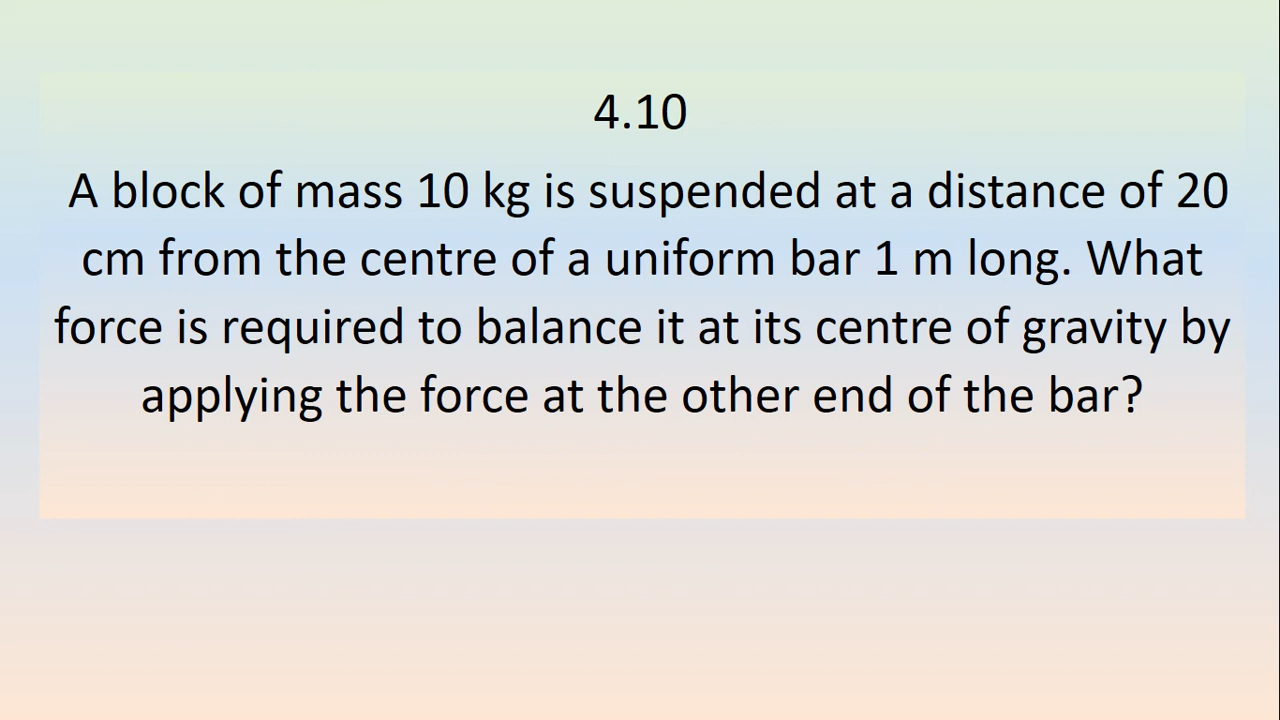 4.10
A block of mass 10 kg is suspended at a distance of 20
cm from the centre of a uniform bar 1 m long. What
force is required to balance it at its centre of gravity by
applying the force at the other end of the bar?